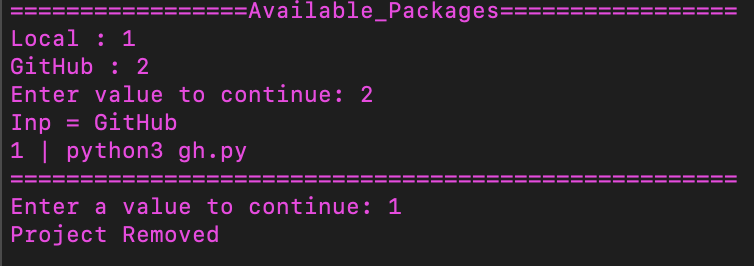 =================Available_Packages=================
Local : 1
GitHub : 2
Enter value to continue: 2
Inp = GitHub
1 | python3 gh.py
====================================================
Enter a value to continue: 1
Project Removed